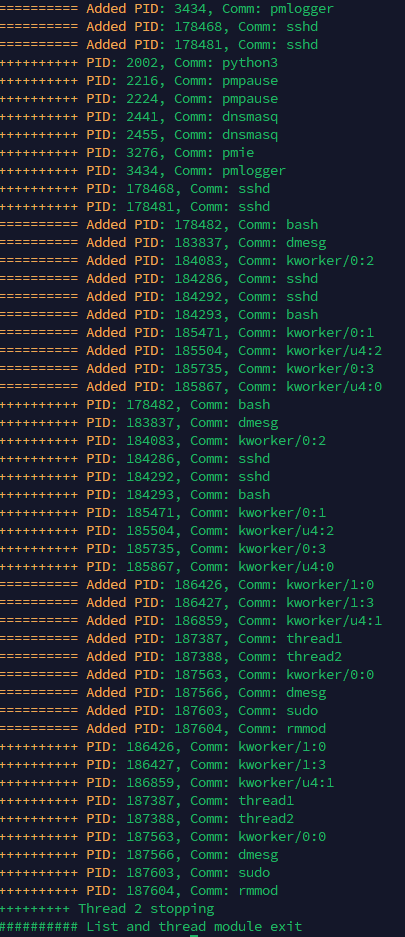 ========== Added PID: 3434, Comm: pmlogger
========== Added PID: 178468, Comm: sshd
========== Added PID: 178481, Comm: sshd
++++++++++ PID: 2002, Comm: python3
++++++++++ PID: 2216, Comm: pmpause
++++++++++ PID: 2224, Comm: pmpause
++++++++++ PID: 2441, Comm: dnsmasq
++++++++++ PID: 2455, Comm: dnsmasq
++++++++++ PID: 3276, Comm: pmie
++++++++++ PID: 3434, Comm: pmlogger
++++++++++ PID: 178468, Comm: sshd
++++++++++ PID: 178481, Comm: sshd
========== Added PID: 178482, Comm: bash
========== Added PID: 183837, Comm: dmesg
========== Added PID: 184083, Comm: kworker/0:2
========== Added PID: 184286, Comm: sshd
========== Added PID: 184292, Comm: sshd
========== Added PID: 184293, Comm: bash
========== Added PID: 185471, Comm: kworker/0:1
========== Added PID: 185504, Comm: kworker/u4:2
========== Added PID: 185735, Comm: kworker/0:3
========== Added PID: 185867, Comm: kworker/u4:0
++++++++++ PID: 178482, Comm: bash
++++++++++ PID: 183837, Comm: dmesg
++++++++++ PID: 184083, Comm: kworker/0:2
++++++++++ PID: 184286, Comm: sshd
++++++++++ PID: 184292, Comm: sshd
++++++++++ PID: 184293, Comm: bash
++++++++++ PID: 185471, Comm: kworker/0:1
++++++++++ PID: 185504, Comm: kworker/u4:2
++++++++++ PID: 185735, Comm: kworker/0:3
++++++++++ PID: 185867, Comm: kworker/u4:0
========== Added PID: 186426, Comm: kworker/1:0
========== Added PID: 186427, Comm: kworker/1:3
========== Added PID: 186859, Comm: kworker/u4:1
========== Added PID: 187387, Comm: thread1
========== Added PID: 187388, Comm: thread2
========== Added PID: 187563, Comm: kworker/0:0
========== Added PID: 187566, Comm: dmesg
========== Added PID: 187603, Comm: sudo
========== Added PID: 187604, Comm: rmmod
++++++++++ PID: 186426, Comm: kworker/1:0
++++++++++ PID: 186427, Comm: kworker/1:3
++++++++++ PID: 186859, Comm: kworker/u4:1
++++++++++ PID: 187387, Comm: thread1
++++++++++ PID: 187388, Comm: thread2
++++++++++ PID: 187563, Comm: kworker/0:0
++++++++++ PID: 187566, Comm: dmesg
++++++++++ PID: 187603, Comm: sudo
++++++++++ PID: 187604, Comm: rmmod
+++++++++ Thread 2 stopping
########## List and thread module exit